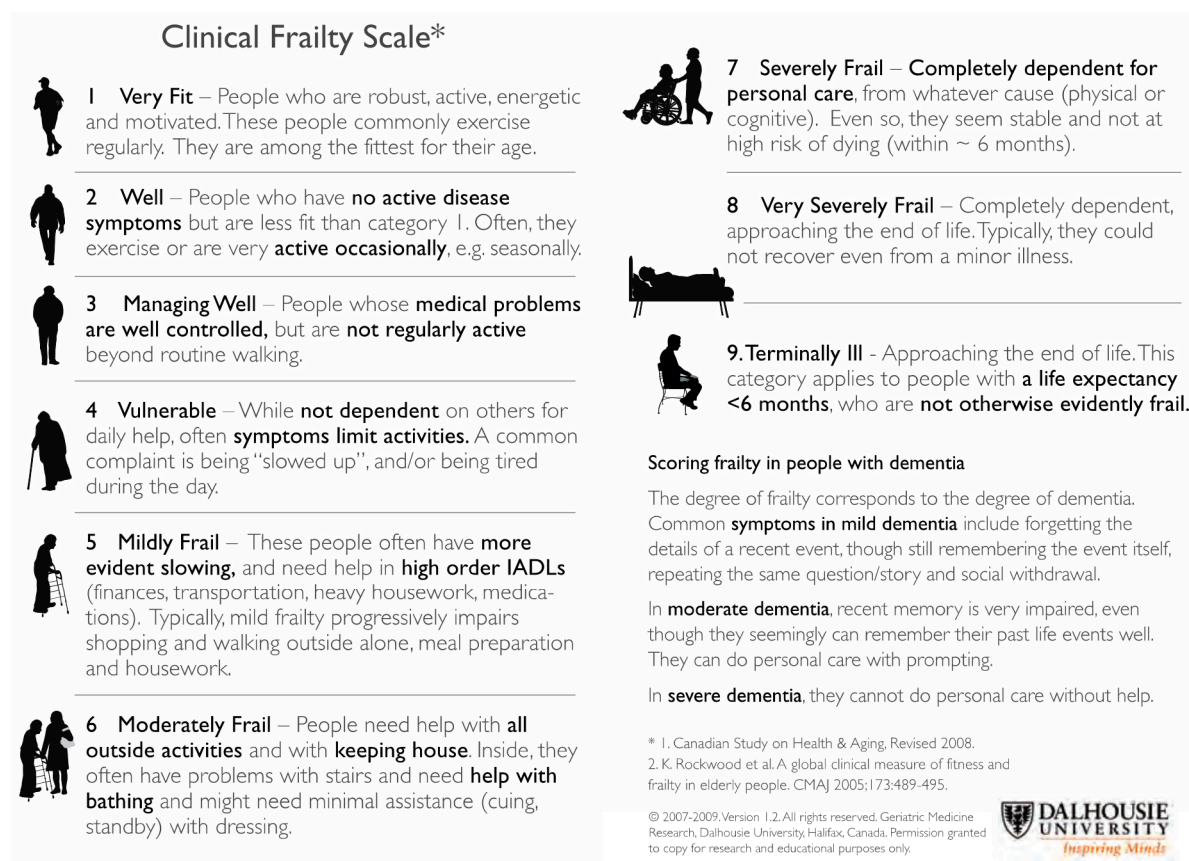 Clinical Frailty Scale*
1 Very Fit – People who are robust, active, energetic
and motivated. These people commonly exercise
regularly. They are among the fittest for their age.
2 Well – People who have no active disease
symptoms but are less fit than category 1. Often, they
exercise or are very active occasionally, e.g. seasonally.
3 Managing Well – People whose medical problems
are well controlled, but are not regularly active
beyond routine walking.
4 Vulnerable – While not dependent on others for
daily help, often symptoms limit activities. A common
complaint is being “slowed up”, and/or being tired
during the day.
5 Mildly Frail – These people often have more
evident slowing, and need help in high order IADLs
(finances, transportation, heavy housework, medica-
tions). Typically, mild frailty progressively impairs
shopping and walking outside alone, meal preparation
and housework.
6 Moderately Frail – People need help with all
outside activities and with keeping house. Inside, they
often have problems with stairs and need help with
bathing and might need minimal assistance (cuing,
standby) with dressing.
7 Severely Frail – Completely dependent for
personal care, from whatever cause (physical or
cognitive). Even so, they seem stable and not at
high risk of dying (within ~ 6 months).
8 Very Severely Frail – Completely dependent,
approaching the end of life. Typically, they could
not recover even from a minor illness.
9. Terminally Ill - Approaching the end of life. This
category applies to people with a life expectancy
<6 months, who are not otherwise evidently frail.
Scoring frailty in people with dementia
The degree of frailty corresponds to the degree of dementia.
Common symptoms in mild dementia include forgetting the
details of a recent event, though still remembering the event itself,
repeating the same question/story and social withdrawal.
In moderate dementia, recent memory is very impaired, even
though they seemingly can remember their past life events well.
They can do personal care with prompting.
In severe dementia, they cannot do personal care without help.
* 1. Canadian Study on Health & Aging, Revised 2008.
2. K. Rockwood et al. A global clinical measure of fitness and
frailty in elderly people. CMAJ 2005;173:489-495.
© 2007-2009. Version 1.2. All rights reserved. Geriatric Medicine
Research, Dalhousie University, Halifax, Canada. Permission granted
to copy for research and educational purposes only.
DALHOUSIE
UNIVERSITY
Inspiring Minds